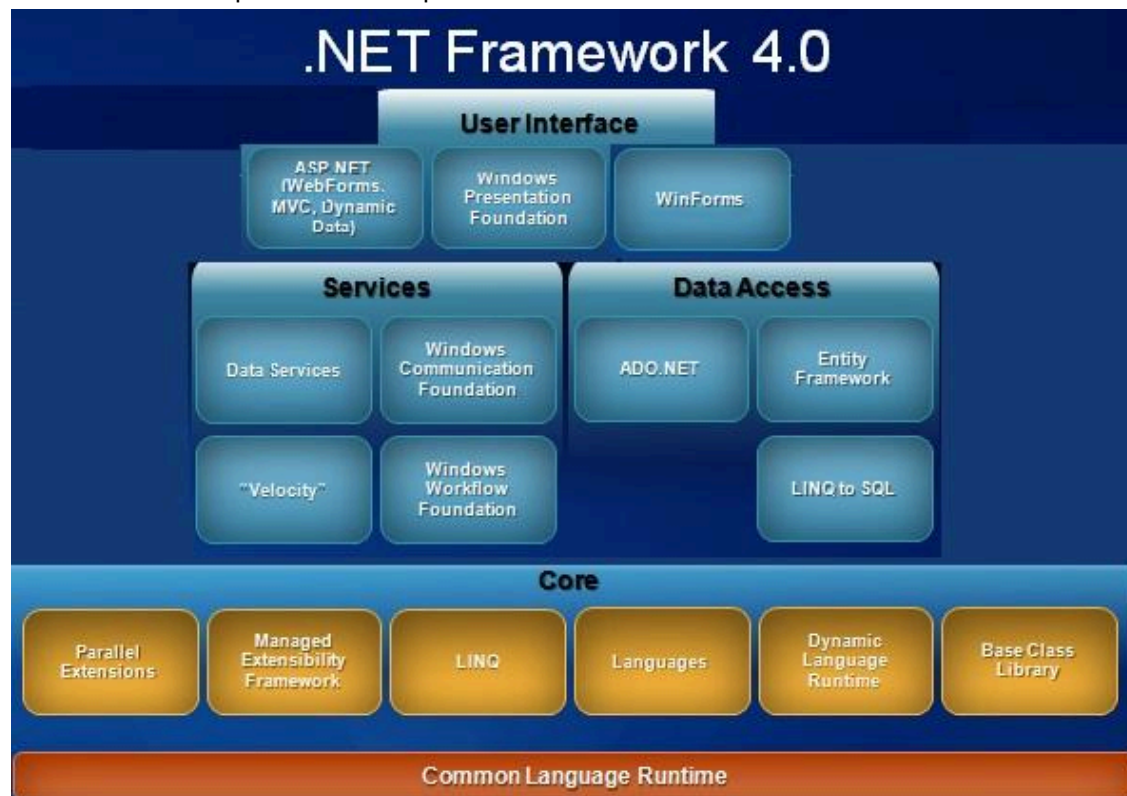 .NET Framework 4.0
User Interface
ASP.NET
(WebForms,
MVC, Dynamic
Data)
Windows
Presentation
Foundation
WinForms
Services
Data Services
Windows
Communication
Foundation
"Velocity"
Windows
Workflow
Foundation
Data Access
ADO.NET
Entity
Framework
LINQ to SQL
Core
Parallel
Extensions
Managed
Extensibility
Framework
LINQ
Languages
Dynamic
Language
Runtime
Base Class
Library
Common Language Runtime